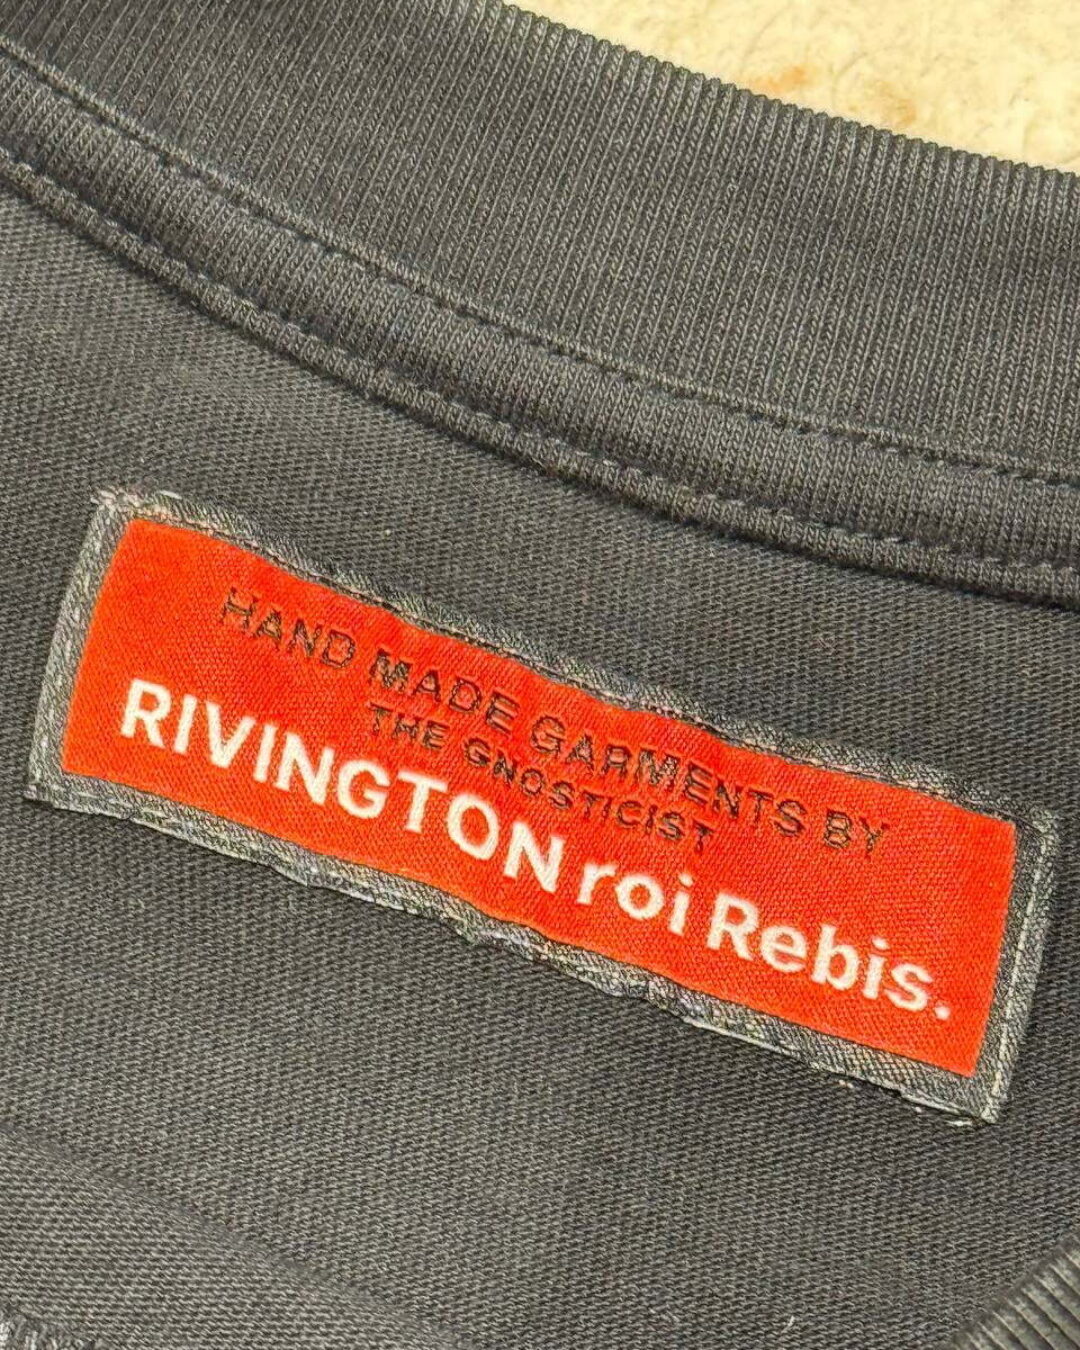 HAND MADE GARMENTS BY
THE GNOSTICIST
RIVINGTON roi Rebis.